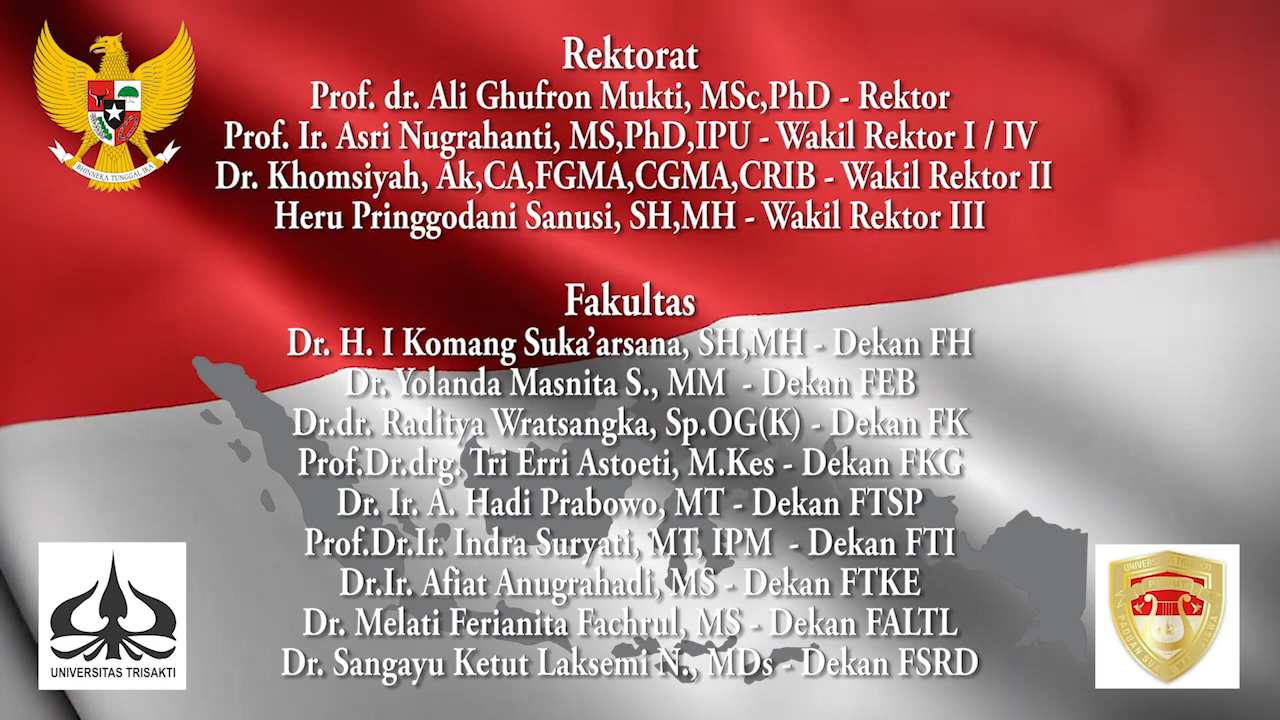 Rektorat
Prof. dr. Ali Ghufron Mukti, MSc,PhD - Rektor
Prof. Ir. Asri Nugrahanti, MS,PhD,IPU - Wakil Rektor I / IV
Dr. Khomsiyah, Ak,CA,FGMA,CGMA,CRIB - Wakil Rektor II
Heru Pringgodani Sanusi, SH,MH - Wakil Rektor III
Fakultas
Dr. H. I Komang Suka’arsana, SH,MH - Dekan FH
Dr. Yolanda Masnita S., MM - Dekan FEB
Dr.dr. Raditya Wratsangka, Sp.OG(K) - Dekan FK
Prof.Dr.drg. Tri Erri Astoeti, M.Kes - Dekan FKG
Dr. Ir. A. Hadi Prabowo, MT - Dekan FTSP
Prof.Dr.Ir. Indra Suryati, MT, IPM - Dekan FTI
Dr.Ir. Afiat Anugrahadi, MS - Dekan FTKE
Dr. Melati Ferianita Fachrul, MS - Dekan FALTL
Dr. Sangayu Ketut Laksemi N., MDs - Dekan FSRD
BHINNEKA TUNGGAL IKA
UNIVERSITAS TRISAKTI
UNIVERSITAS TRISAKTI